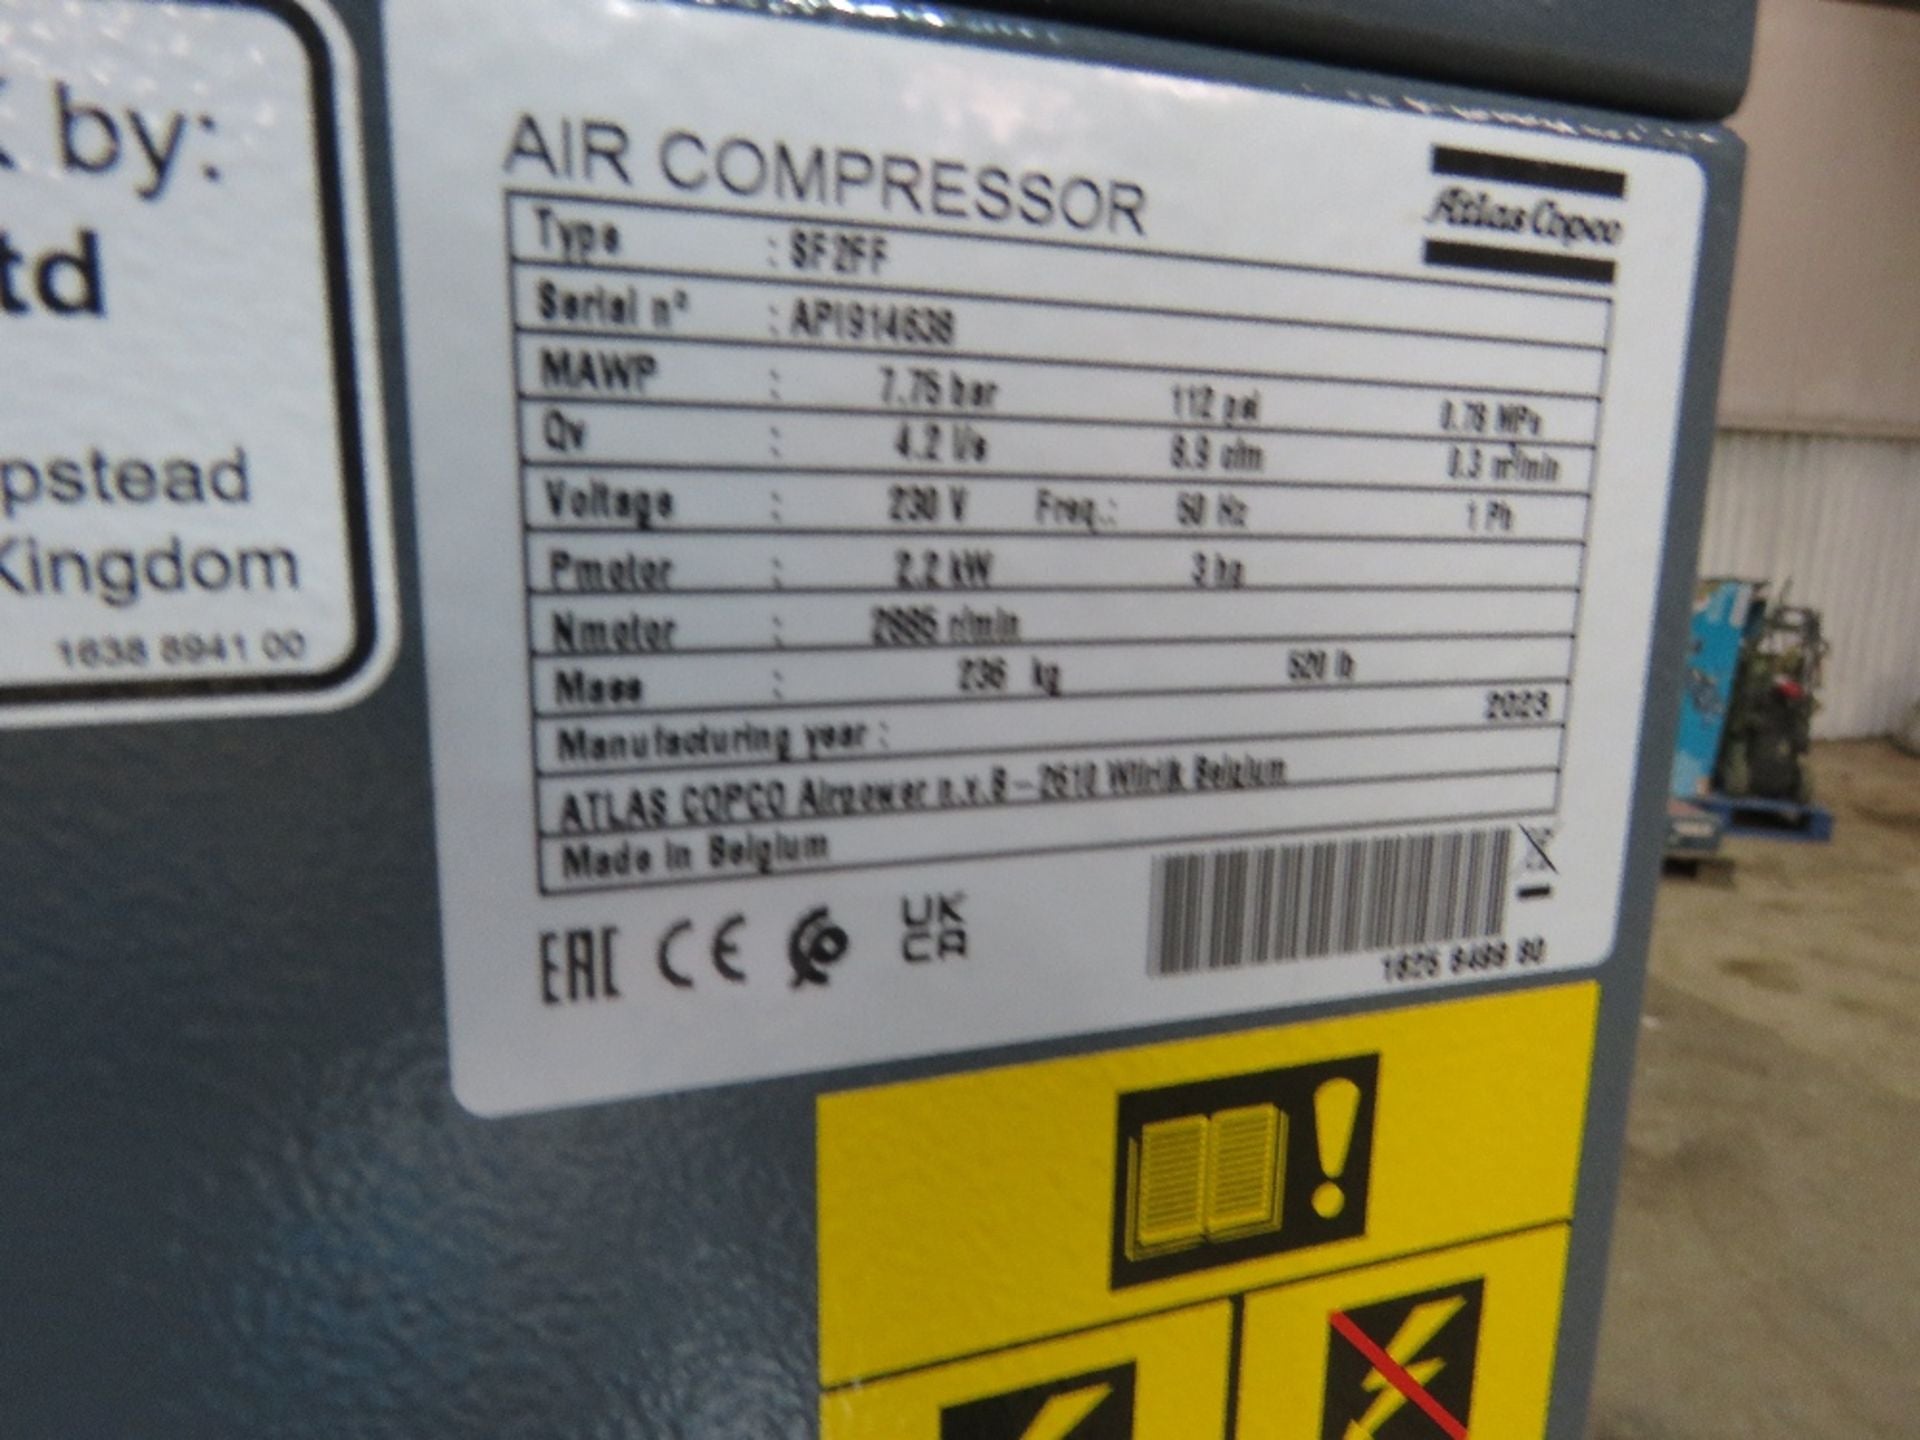 K by:
td
pstead
Kingdom
1638 8941 00
AIR COMPRESSOR
Atlas Copco
Type : SF2FF
Serial n° : API914638
MAWP : 7.75 bar 112 psi 0.78 MPa
Qv : 4.2 l/s 8.9 cfm 0.3 m³/min
Voltage : 230 V Freq.: 50 Hz 1 Ph
Pmotor : 2.2 kW 3 hp
Nmotor : 2885 r/min
Mass : 236 kg 520 lb
Manufacturing year : 2023
ATLAS COPCO Airpower n.v. B-2610 Wilrijk Belgium
Made in Belgium
EAC CE UK
CA
1625 8499 80